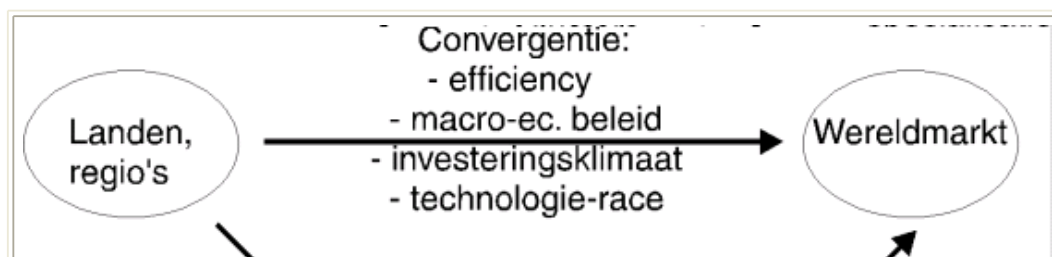 Convergentie:
- efficiency
- macro-ec. beleid
- investeringsklimaat
- technologie-race
Landen,
regio's
Wereldmarkt